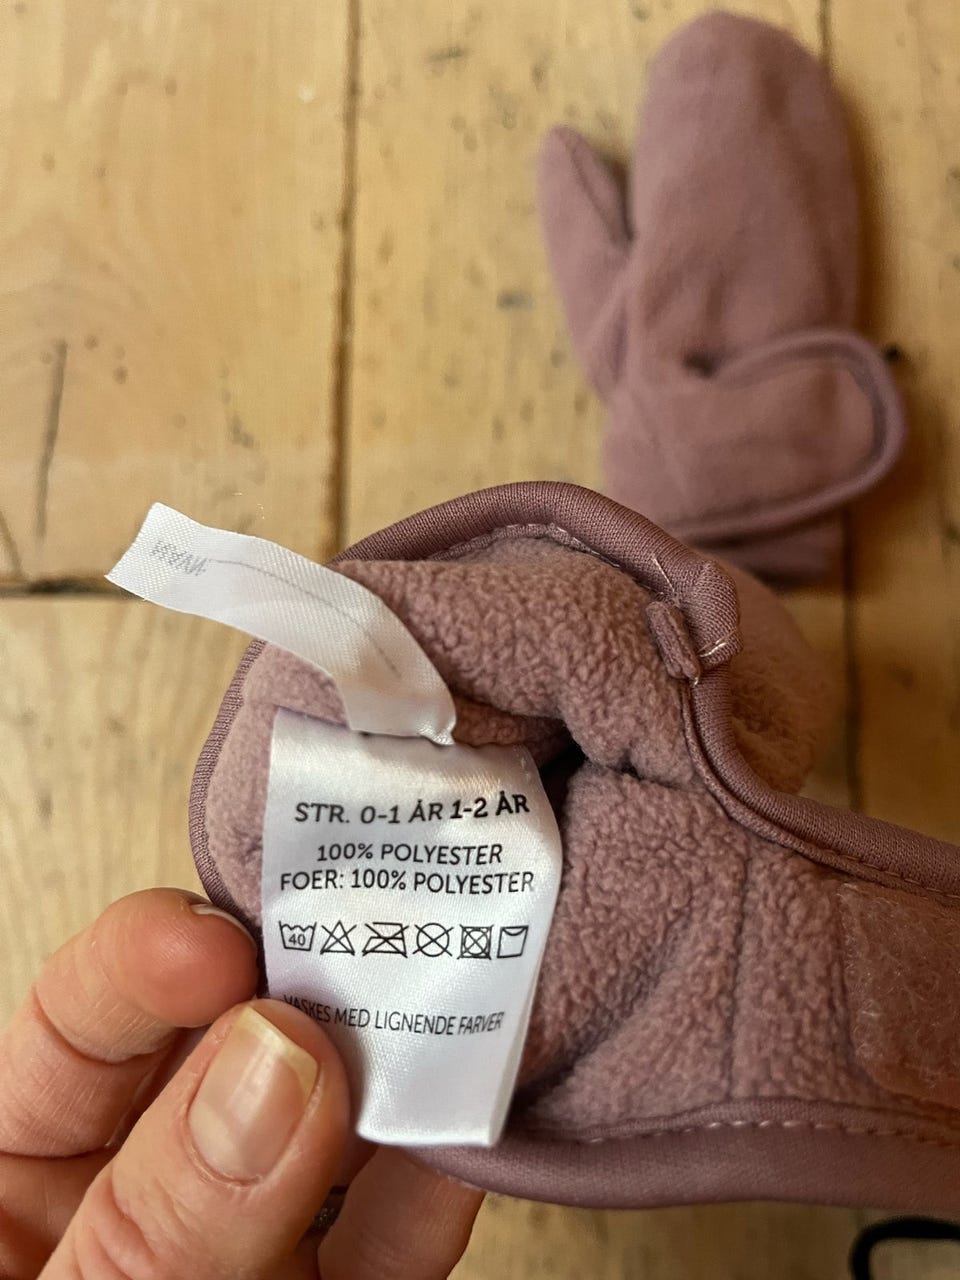 STR. 0-1 ÅR 1-2 ÅR
100% POLYESTER
FOER: 100% POLYESTER
40
VASKES MED LIGNENDE FARVER